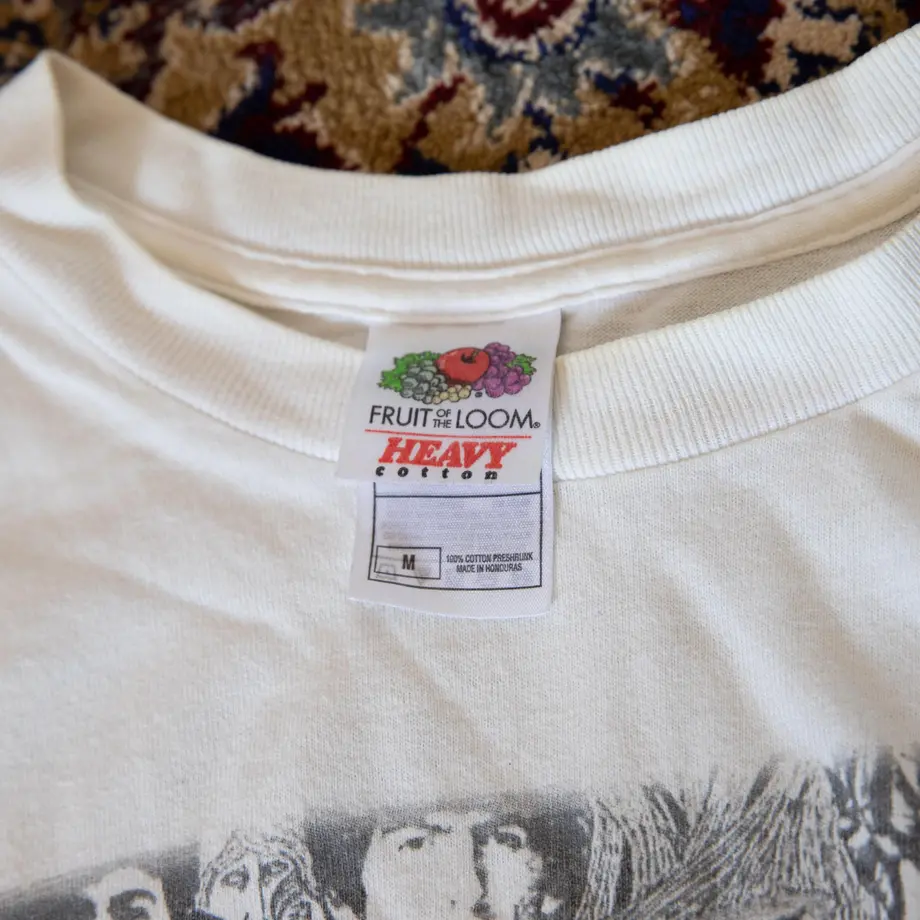 FRUIT OF THE LOOM®
HEAVY
cotton
M
100% COTTON PRESHRUNK
MADE IN HONDURAS